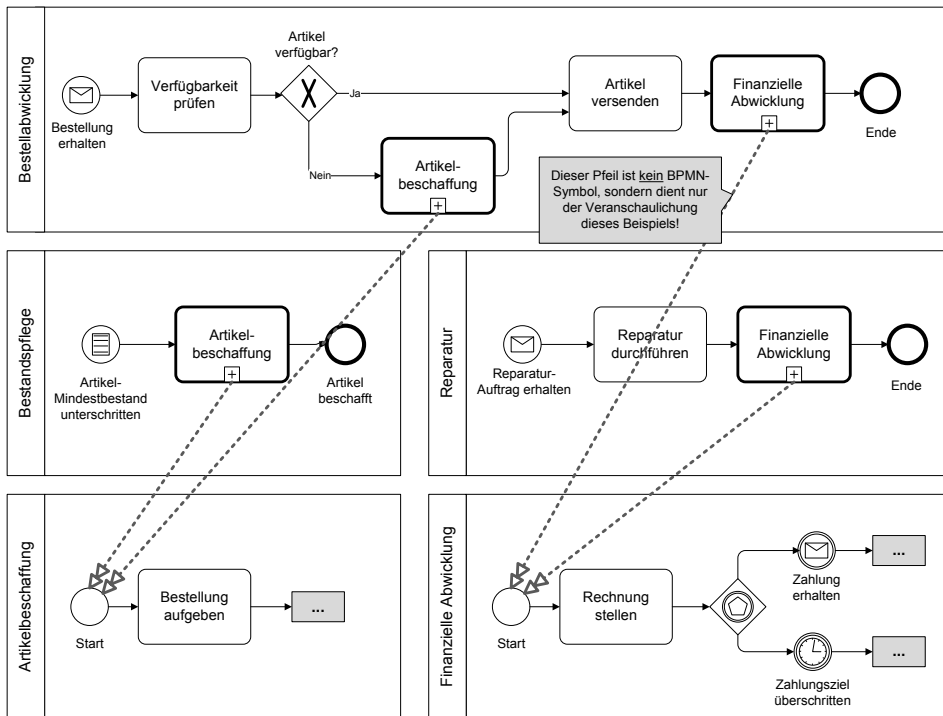 Bestellabwicklung
Bestellung
erhalten
Verfügbarkeit
prüfen
Artikel
verfügbar?
Ja
Nein
Artikel-
beschaffung
Artikel
versenden
Finanzielle
Abwicklung
Ende
Dieser Pfeil ist kein BPMN-
Symbol, sondern dient nur
der Veranschaulichung
dieses Beispiels!
Bestandspflege
Artikel-
Mindestbestand
unterschritten
Artikel-
beschaffung
Artikel
beschafft
Reparatur
Reparatur-
Auftrag erhalten
Reparatur
durchführen
Finanzielle
Abwicklung
Ende
Artikelbeschaffung
Start
Bestellung
aufgeben
...
Finanzielle Abwicklung
Start
Rechnung
stellen
Zahlung
erhalten
...
Zahlungsziel
überschritten
...